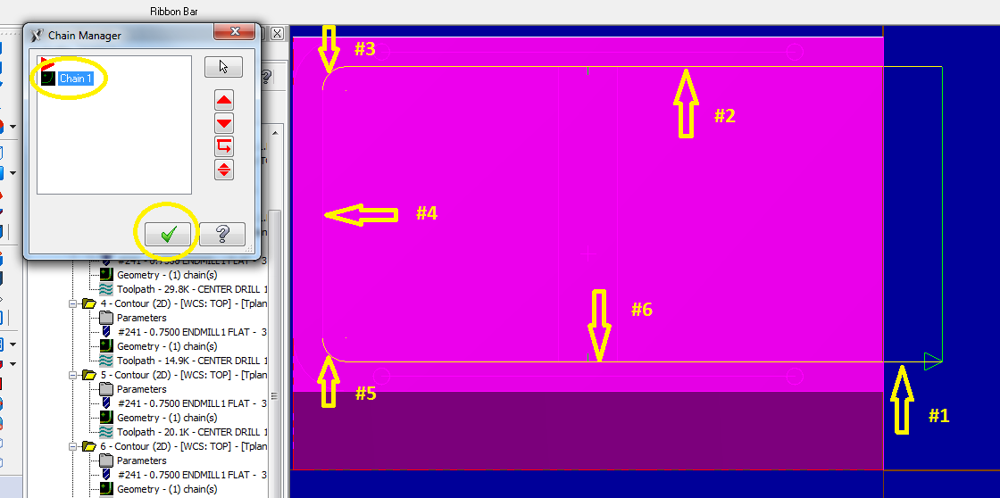 Ribbon Bar
Chain Manager
Chain 1
#3
#2
#4
#241 - 0.7500 ENDMILL1 FLAT - 3
Geometry - (1) chain(s)
Toolpath - 29.8K - CENTER DRILL 1
4 - Contour (2D) - [WCS: TOP] - [Tplan
Parameters
#241 - 0.7500 ENDMILL1 FLAT - 3
Geometry - (1) chain(s)
Toolpath - 14.9K - CENTER DRILL 1
#6
5 - Contour (2D) - [WCS: TOP] - [Tplan
Parameters
#5
#241 - 0.7500 ENDMILL1 FLAT - 3
#1
Geometry - (1) chain(s)
Toolpath - 20.1K - CENTER DRILL 1
6 - Contour (2D) - [WCS: TOP] - [Tplan
Parameters
#241 - 0.7500 ENDMILL1 FLAT - 3
Geometry - (1) chain(s)